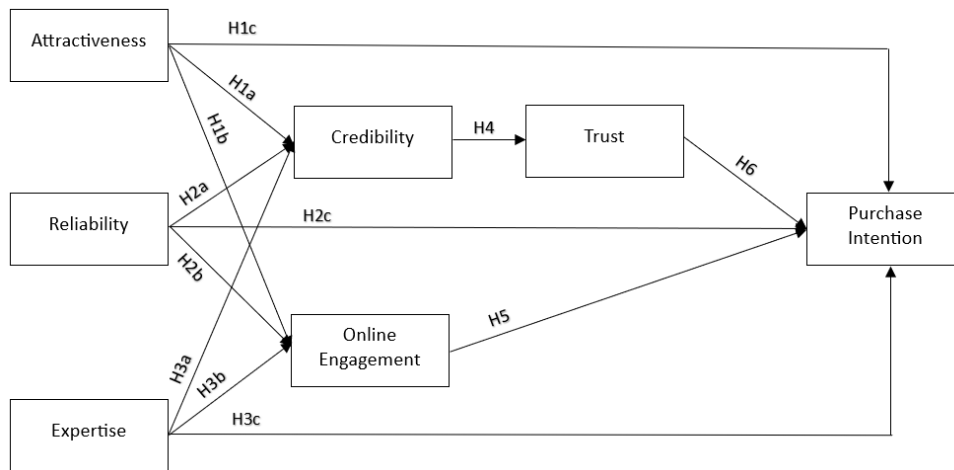 Attractiveness
H1c
H1a
H1b
Credibility
H4
Trust
H6
H2a
Reliability
H2c
H2b
Purchase
Intention
H5
Online
Engagement
H3a
H3b
Expertise
H3c